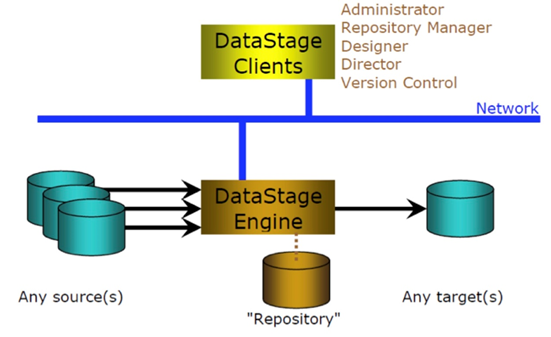 DataStage
Clients
Administrator
Repository Manager
Designer
Director
Version Control
Network
DataStage
Engine
Any source(s)
"Repository"
Any target(s)